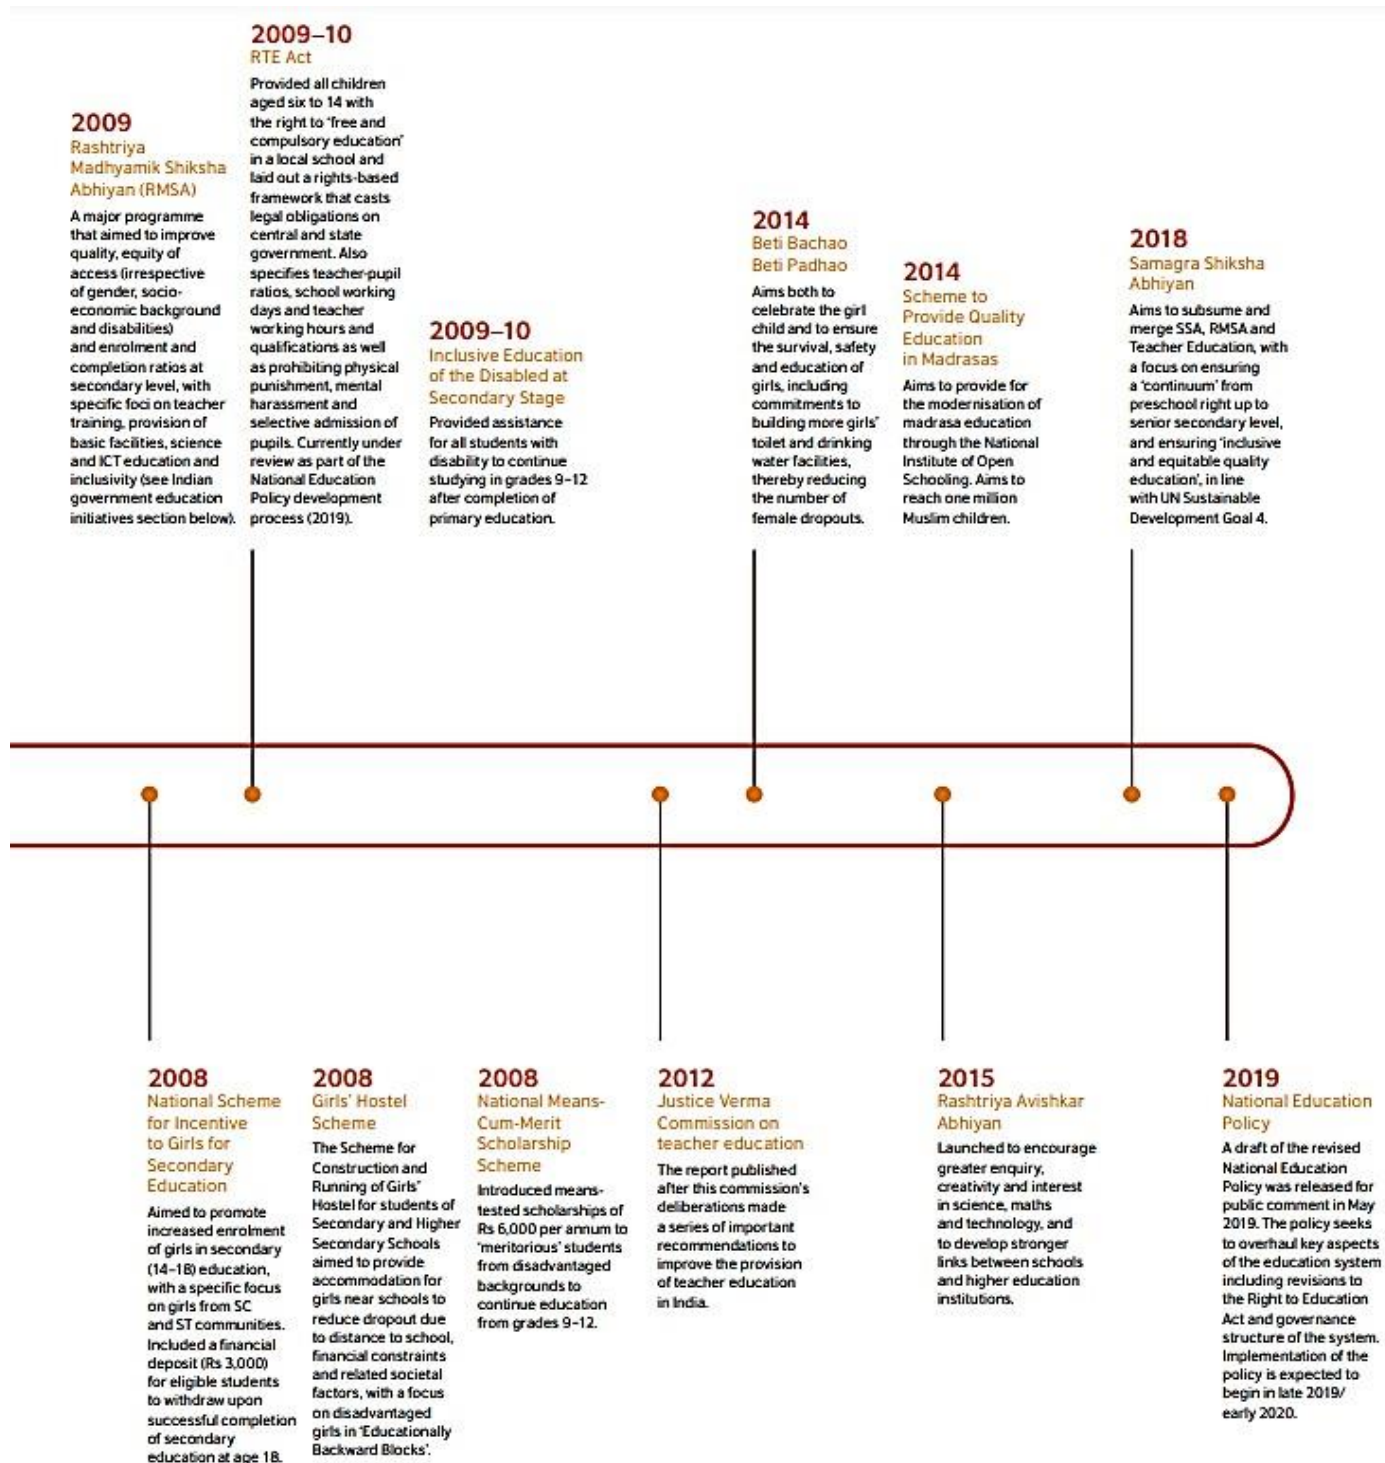 2009
Rashtriya
Madhyamik Shiksha
Abhiyan (RMSA)
A major programme
that aimed to improve
quality, equity of
access (irrespective
of gender, socio-
economic background
and disabilities)
and enrolment and
completion ratios at
secondary level, with
specific foci on teacher
training, provision of
basic facilities, science
and ICT education and
inclusivity (see Indian
government education
initiatives section below).
2009–10
RTE Act
Provided all children
aged six to 14 with
the right to ‘free and
compulsory education’
in a local school and
laid out a rights-based
framework that casts
legal obligations on
central and state
government. Also
specifies teacher-pupil
ratios, school working
days and teacher
working hours and
qualifications as well
as prohibiting physical
punishment, mental
harassment and
selective admission of
pupils. Currently under
review as part of the
National Education
Policy development
process (2019).
2009–10
Inclusive Education
of the Disabled at
Secondary Stage
Provided assistance
for all students with
disability to continue
studying in grades 9–12
after completion of
primary education.
2014
Beti Bachao
Beti Padhao
Aims both to
celebrate the girl
child and to ensure
the survival, safety
and education of
girls, including
commitments to
building more girls’
toilet and drinking
water facilities,
thereby reducing
the number of
female dropouts.
2014
Scheme to
Provide Quality
Education
in Madrasas
Aims to provide for
the modernisation of
madrasa education
through the National
Institute of Open
Schooling. Aims to
reach one million
Muslim children.
2018
Samagra Shiksha
Abhiyan
Aims to subsume and
merge SSA, RMSA and
Teacher Education, with
a focus on ensuring
a ‘continuum’ from
preschool right up to
senior secondary level,
and ensuring ‘inclusive
and equitable quality
education’, in line
with UN Sustainable
Development Goal 4.
2008
National Scheme
for Incentive
to Girls for
Secondary
Education
Aimed to promote
increased enrolment
of girls in secondary
(14–18) education,
with a specific focus
on girls from SC
and ST communities.
Included a financial
deposit (Rs 3,000)
for eligible students
to withdraw upon
successful completion
of secondary
education at age 18.
2008
Girls’ Hostel
Scheme
The Scheme for
Construction and
Running of Girls’
Hostel for students of
Secondary and Higher
Secondary Schools
aimed to provide
accommodation for
girls near schools to
reduce dropout due
to distance to school,
financial constraints
and related societal
factors, with a focus
on disadvantaged
girls in ‘Educationally
Backward Blocks’.
2008
National Means-
Cum-Merit
Scholarship
Scheme
Introduced means-
tested scholarships of
Rs 6,000 per annum to
‘meritorious’ students
from disadvantaged
backgrounds to
continue education
from grades 9–12.
2012
Justice Verma
Commission on
teacher education
The report published
after this commission’s
deliberations made
a series of important
recommendations to
improve the provision
of teacher education
in India.
2015
Rashtriya Avishkar
Abhiyan
Launched to encourage
greater enquiry,
creativity and interest
in science, maths
and technology, and
to develop stronger
links between schools
and higher education
institutions.
2019
National Education
Policy
A draft of the revised
National Education
Policy was released for
public comment in May
2019. The policy seeks
to overhaul key aspects
of the education system
including revisions to
the Right to Education
Act and governance
structure of the system.
Implementation of the
policy is expected to
begin in late 2019/
early 2020.